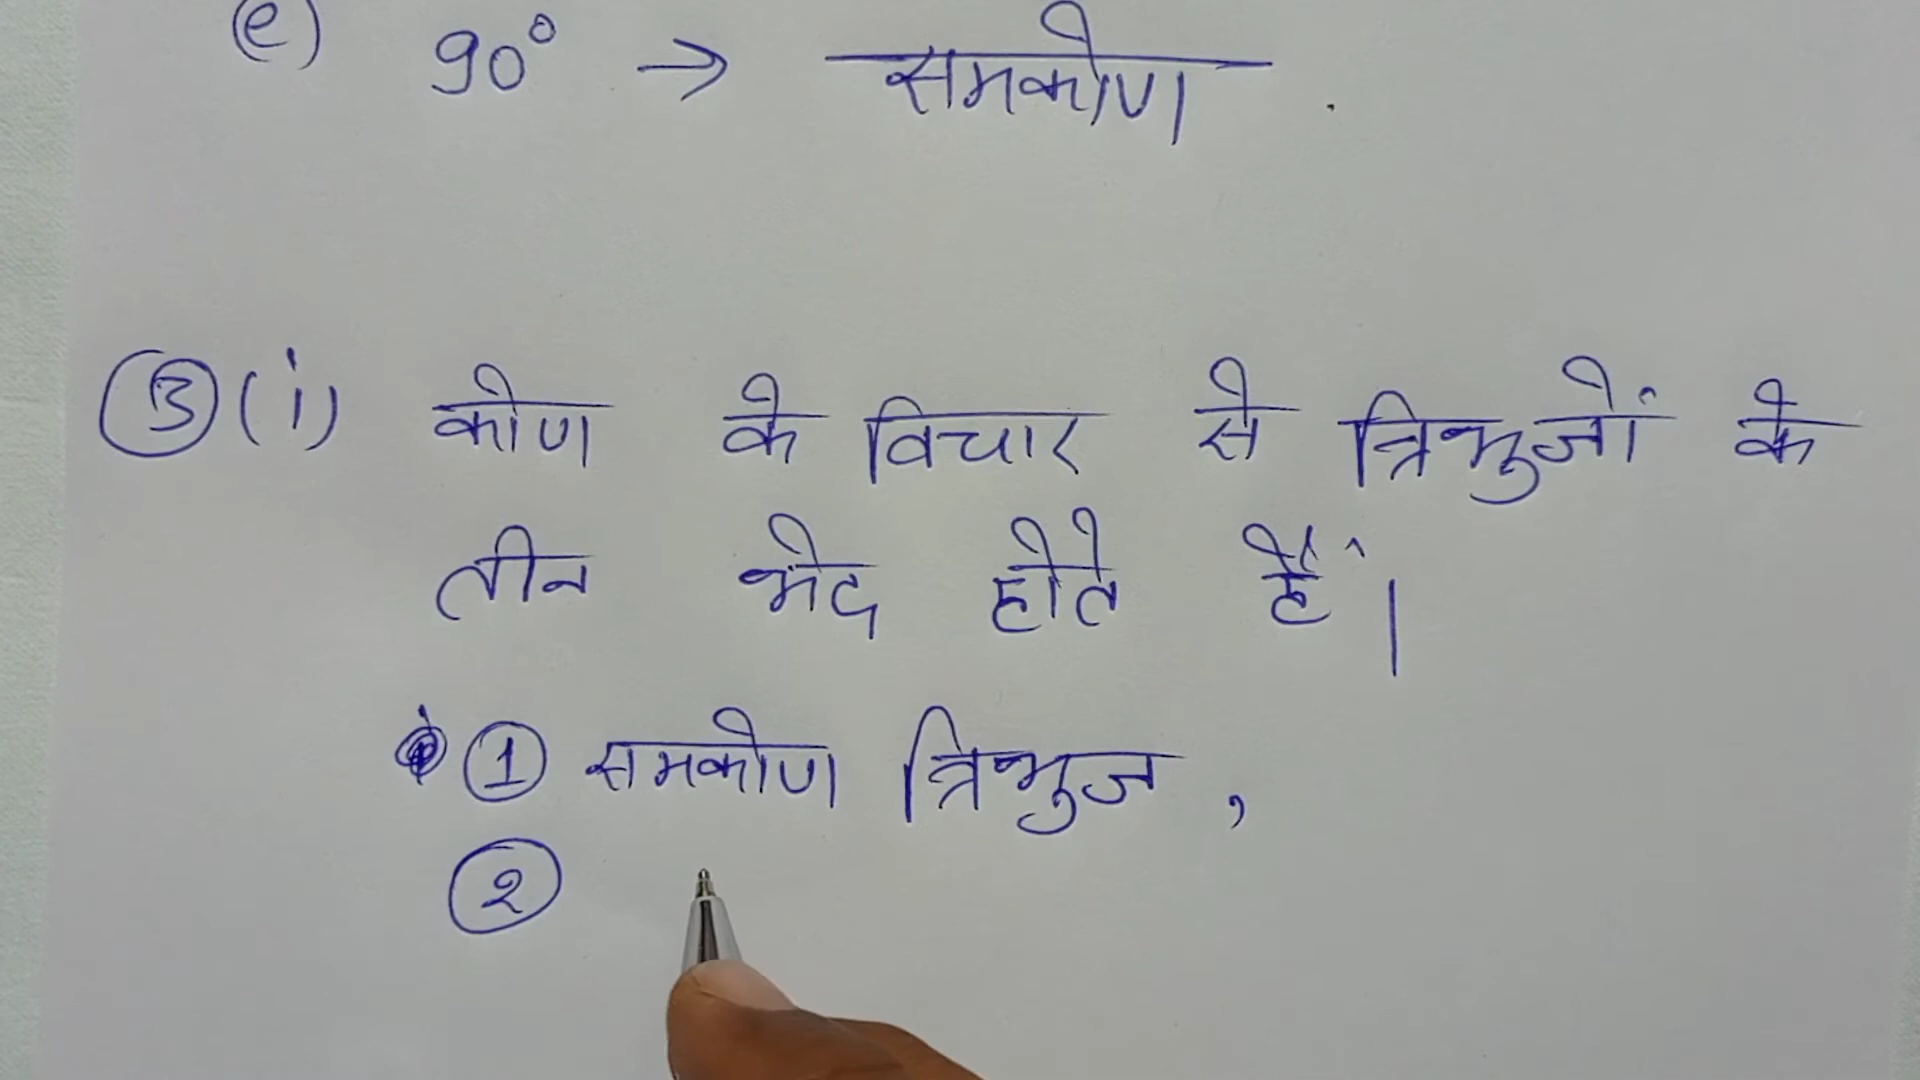 (e) 90° → समकोण
③ (i) कोण के विचार से त्रिभुजों के
तीन भेद होते हैं।
① समकोण त्रिभुज ,
②